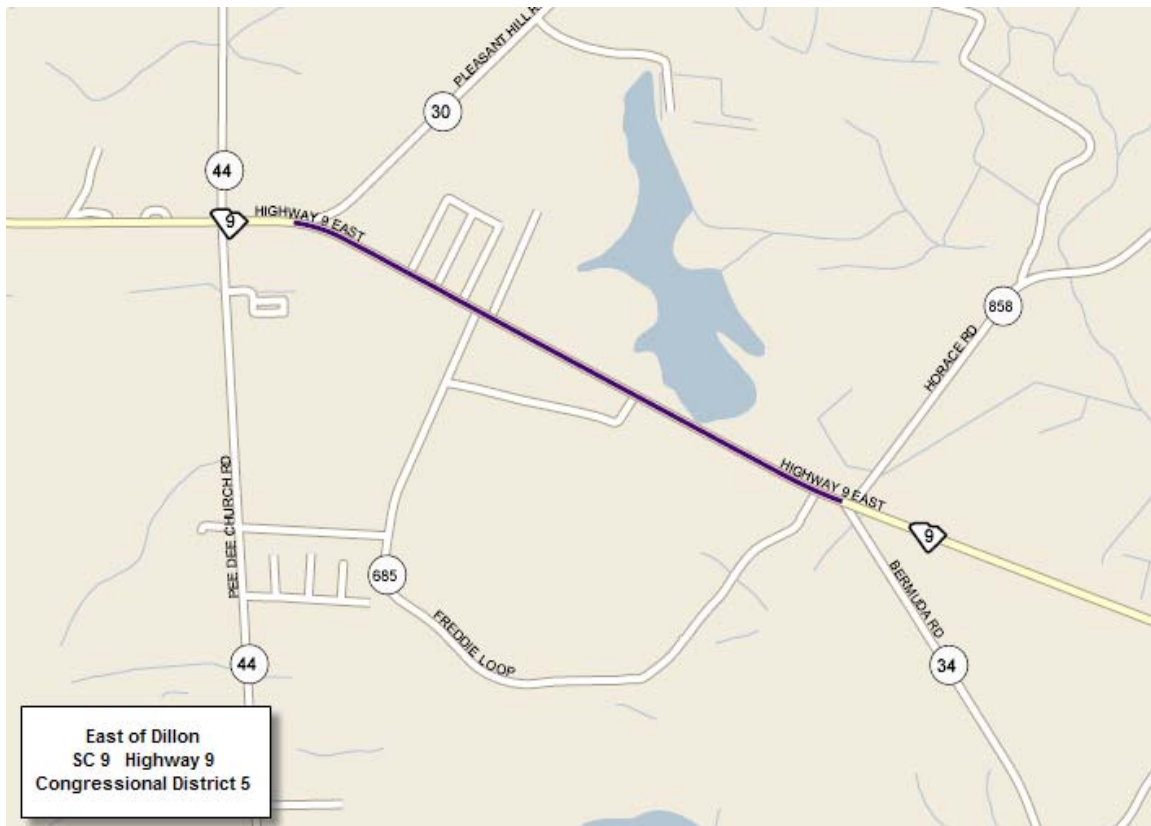 PLEASANT HILL R
30
44
9
HIGHWAY 9 EAST
858
HORACE RD
HIGHWAY 9 EAST
9
PEE DEE CHURCH RD
685
FREDDIE LOOP
BERMUDA RD
34
44
East of Dillon
SC 9 Highway 9
Congressional District 5